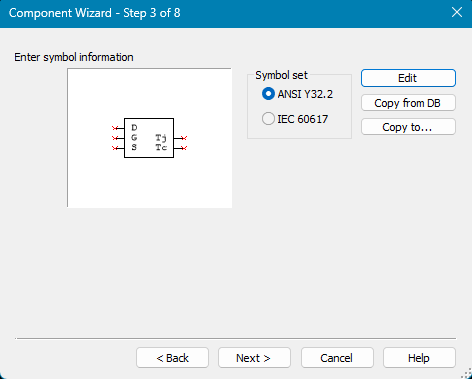 Component Wizard - Step 3 of 8
Enter symbol information
Symbol set
ANSI Y32.2
IEC 60617
Edit
Copy from DB
Copy to...
D
G Tj
S Tc
< Back Next > Cancel Help